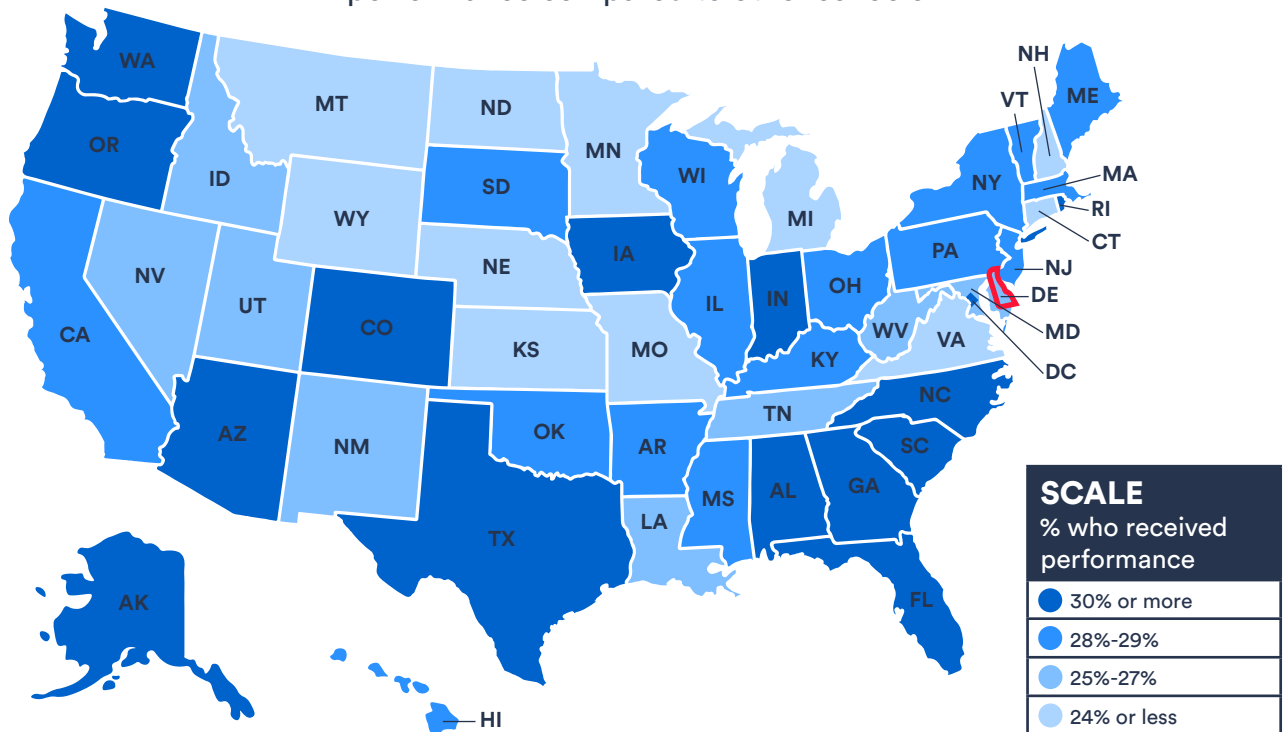 WA
MT
ND
MN
OR
ID
SD
WI
WY
MI
NH
VT
ME
NY
MA
RI
CT
NV
UT
NE
IA
PA
NJ
DE
CA
CO
KS
MO
IL
IN
OH
WV
VA
MD
DC
KY
AZ
NM
OK
AR
TN
NC
SC
TX
LA
MS
AL
GA
FL
AK
HI
SCALE
% who received
performance
30% or more
28%-29%
25%-27%
24% or less